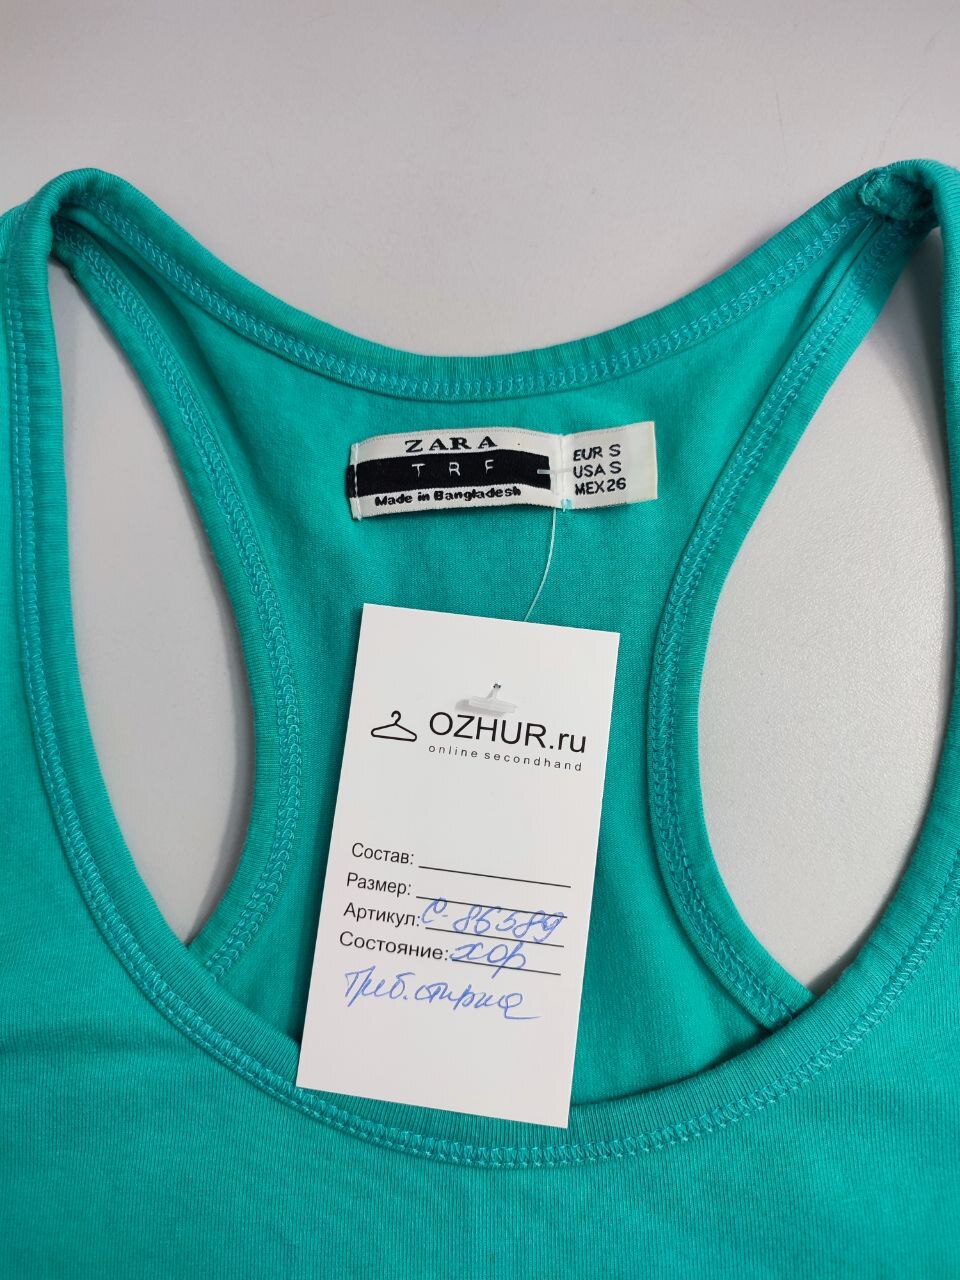 ZARA
TRF
Made in Bangladesh
EUR S
USA S
MEX 26
OZHUR.ru
online secondhand
Состав:
Размер:
Артикул: С-86589
Состояние: хор
Треб. стирка